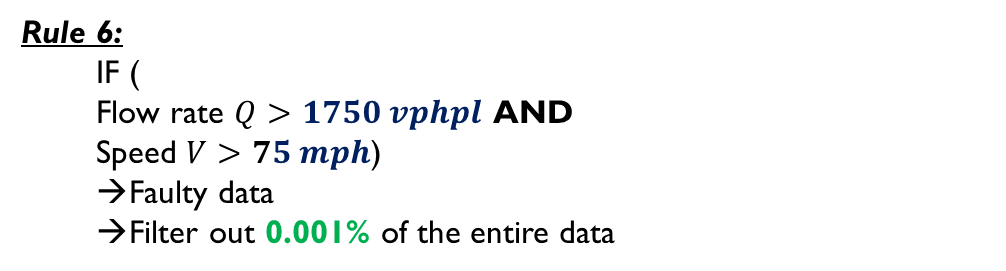 Rule 6:
IF (
Flow rate Q > 1750 vphpl AND
Speed V > 75 mph)
→Faulty data
→Filter out 0.001% of the entire data